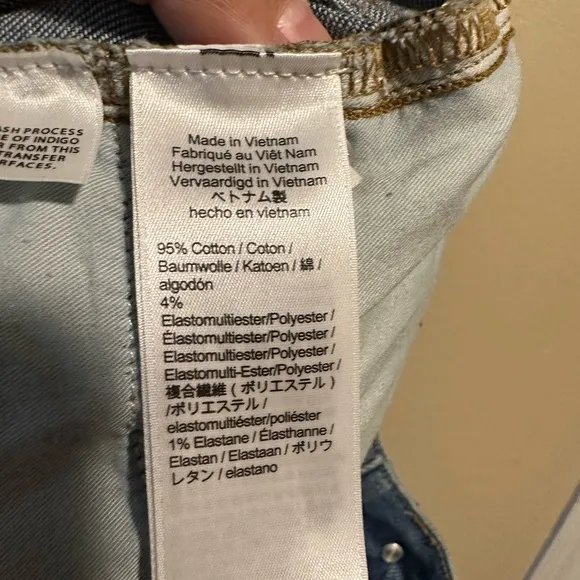 ASH PROCESS
E OF INDIGO
R FROM THIS
TRANSFER
RFACES.
Made in Vietnam
Fabriqué au Viêt Nam
Hergestellt in Vietnam
Vervaardigd in Vietnam
ベトナム製
hecho en vietnam
95% Cotton / Coton /
Baumwolle / Katoen / 綿 /
algodón
4%
Elastomultiester/Polyester /
Élastomultiester/Polyester /
Elastomultiester/Polyester /
Elastomulti-Ester/Polyester /
複合繊維 ( ポリエステル )
/ポリエステル /
elastomultiéster/poliéster
1% Elastane / Élasthanne /
Elastan / Elastaan / ポリウ
レタン / elastano